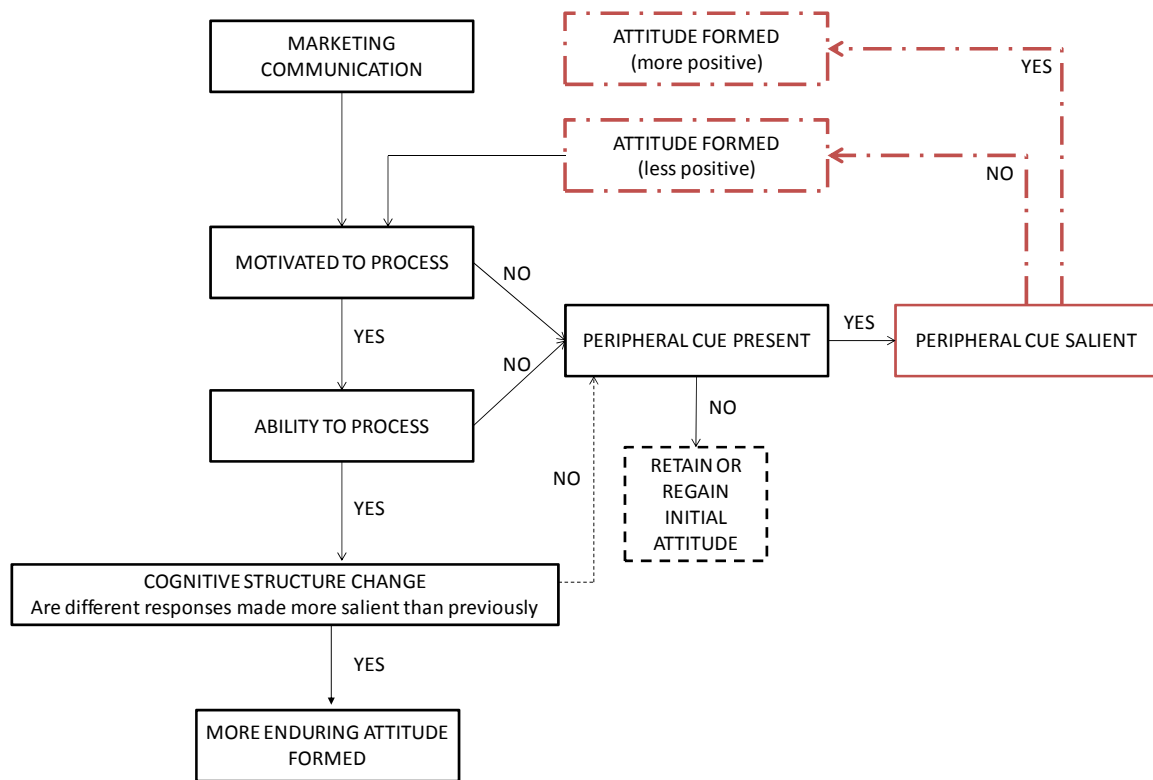 MARKETING
COMMUNICATION
ATTITUDE FORMED
(more positive)
YES
ATTITUDE FORMED
(less positive)
NO
MOTIVATED TO PROCESS
NO
YES
PERIPHERAL CUE PRESENT
YES
PERIPHERAL CUE SALIENT
NO
ABILITY TO PROCESS
NO
RETAIN OR
REGAIN
INITIAL
ATTITUDE
NO
YES
COGNITIVE STRUCTURE CHANGE
Are different responses made more salient than previously
YES
MORE ENDURING ATTITUDE
FORMED